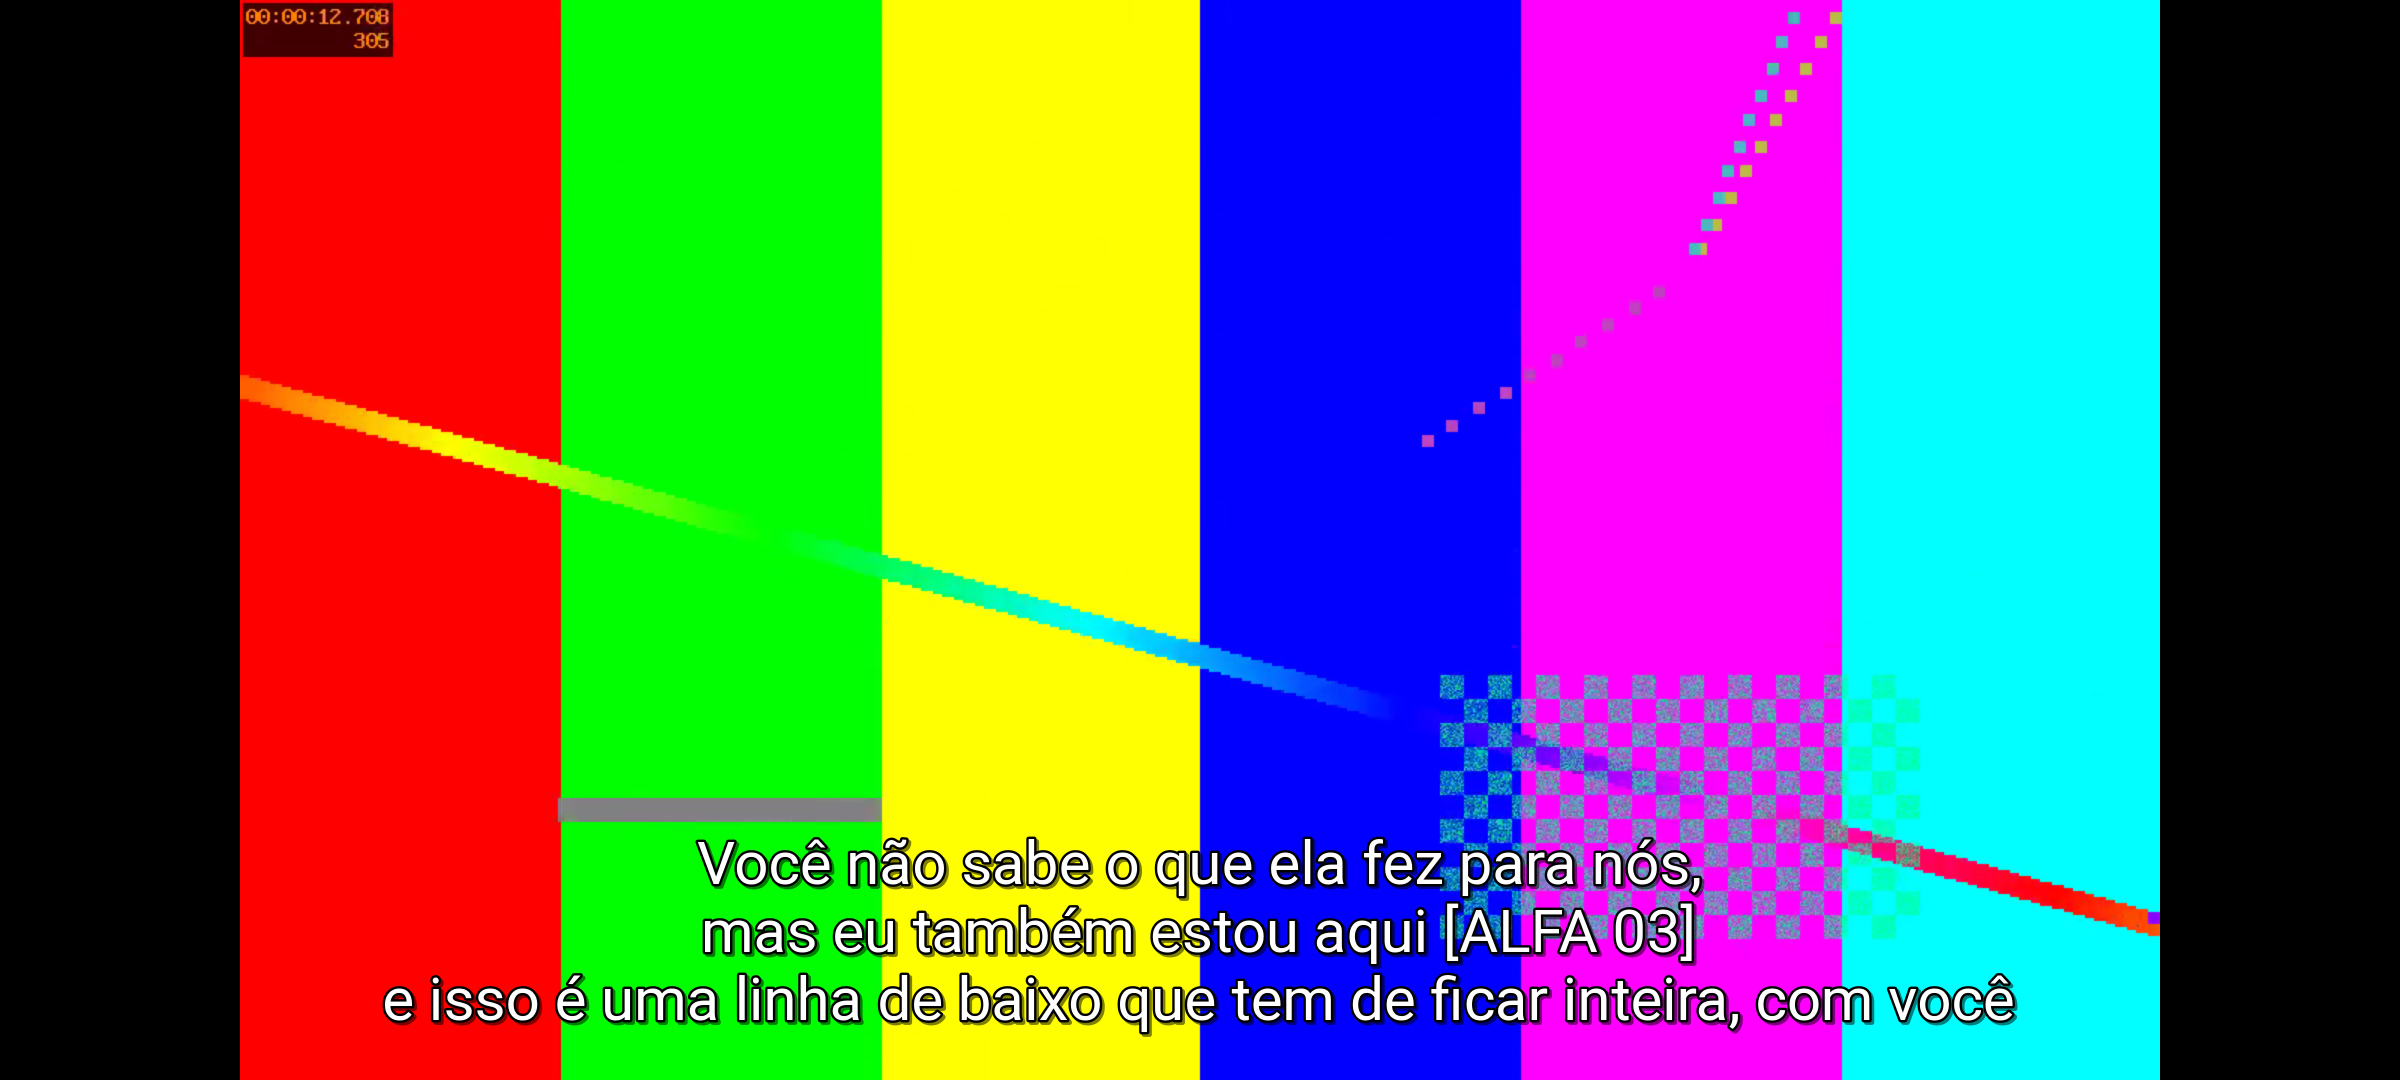 00:00:12.708
305
Você não sabe o que ela fez para nós,
mas eu também estou aqui [ALFA 03]
e isso é uma linha de baixo que tem de ficar inteira, com você